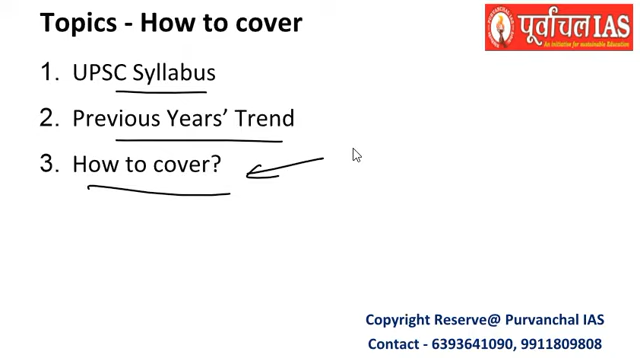 Topics - How to cover
पूर्वांचल IAS
An initiative for sustainable Education
1. UPSC Syllabus
2. Previous Years’ Trend
3. How to cover?
Copyright Reserve@ Purvanchal IAS
Contact - 6393641090, 9911809808